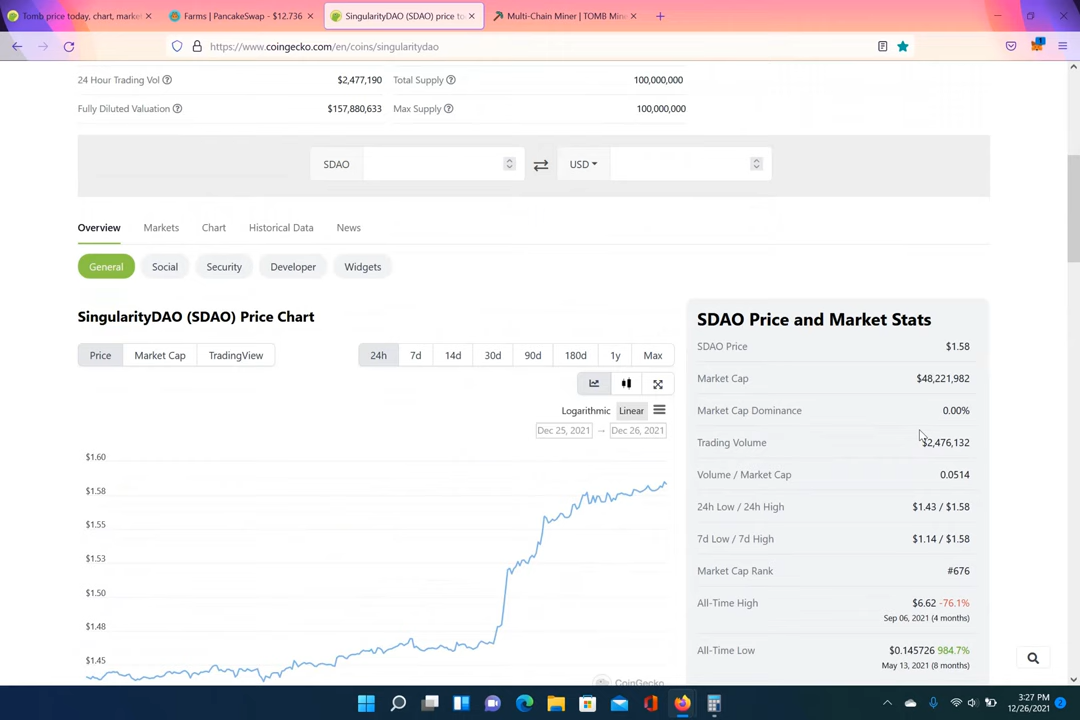 Tomb price today, chart, market
Farms | PancakeSwap - $12.736
SingularityDAO (SDAO) price to
Multi-Chain Miner | TOMB Mine
https://www.coingecko.com/en/coins/singularitydao
24 Hour Trading Vol ? $2,477,190 Total Supply ? 100,000,000
Fully Diluted Valuation ? $157,880,633 Max Supply ? 100,000,000
SDAO USD
Overview Markets Chart Historical Data News
General Social Security Developer Widgets
SingularityDAO (SDAO) Price Chart
Price Market Cap TradingView 24h 7d 14d 30d 90d 180d 1y Max
Logarithmic Linear
Dec 25, 2021 → Dec 26, 2021
$1.60
$1.58
$1.55
$1.53
$1.50
$1.48
$1.45
CoinGecko
SDAO Price and Market Stats
SDAO Price $1.58
Market Cap $48,221,982
Market Cap Dominance 0.00%
Trading Volume $2,476,132
Volume / Market Cap 0.0514
24h Low / 24h High $1.43 / $1.58
7d Low / 7d High $1.14 / $1.58
Market Cap Rank #676
All-Time High $6.62 -76.1%
Sep 06, 2021 (4 months)
All-Time Low $0.145726 984.7%
May 13, 2021 (8 months)
3:27 PM
12/26/2021